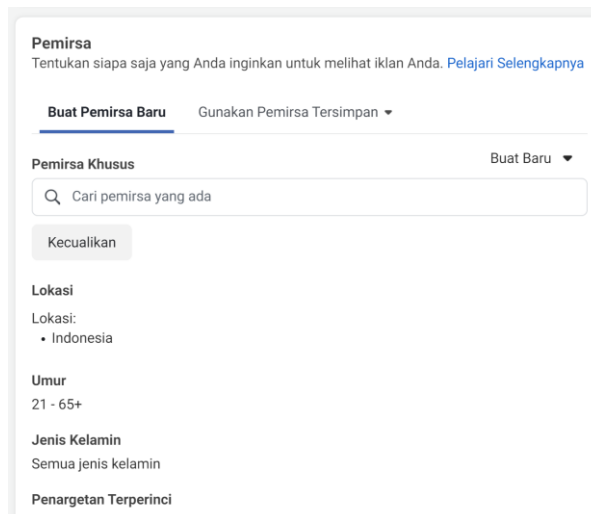 Pemirsa
Tentukan siapa saja yang Anda inginkan untuk melihat iklan Anda. Pelajari Selengkapnya
Buat Pemirsa Baru Gunakan Pemirsa Tersimpan
Pemirsa Khusus Buat Baru
Cari pemirsa yang ada
Kecualikan
Lokasi
Lokasi:
• Indonesia
Umur
21 - 65+
Jenis Kelamin
Semua jenis kelamin
Penargetan Terperinci